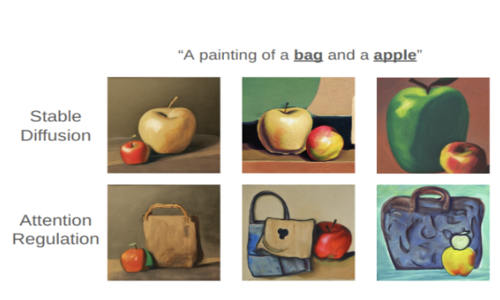 “A painting of a bag and a apple”
Stable
Diffusion
Attention
Regulation